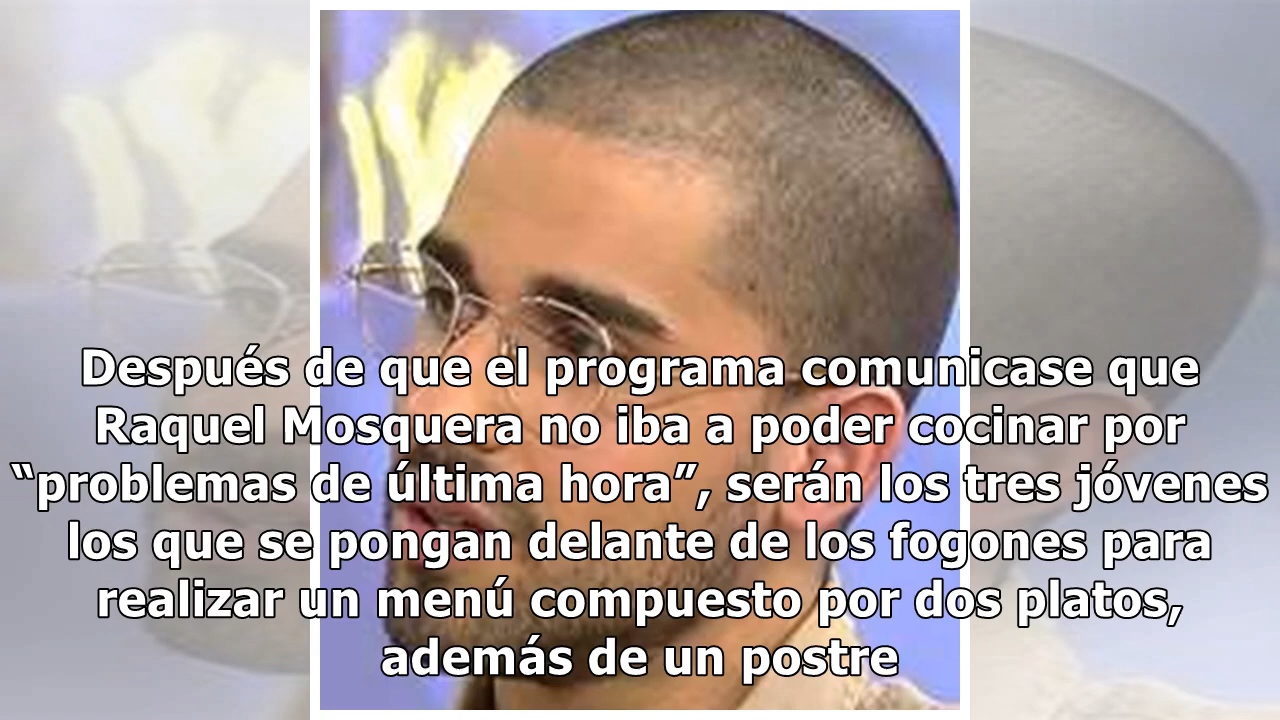 Después de que el programa comunicase que
Raquel Mosquera no iba a poder cocinar por
“problemas de última hora”, serán los tres jóvenes
los que se pongan delante de los fogones para
realizar un menú compuesto por dos platos,
además de un postre